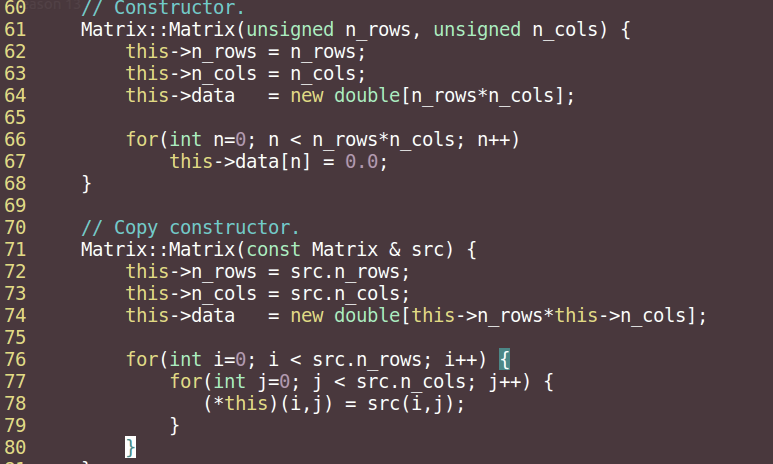 60     // Constructor.
61     Matrix::Matrix(unsigned n_rows, unsigned n_cols) {
62         this->n_rows = n_rows;
63         this->n_cols = n_cols;
64         this->data   = new double[n_rows*n_cols];
65
66         for(int n=0; n < n_rows*n_cols; n++)
67             this->data[n] = 0.0;
68     }
69
70     // Copy constructor.
71     Matrix::Matrix(const Matrix & src) {
72         this->n_rows = src.n_rows;
73         this->n_cols = src.n_cols;
74         this->data   = new double[this->n_rows*this->n_cols];
75
76         for(int i=0; i < src.n_rows; i++) {
77             for(int j=0; j < src.n_cols; j++) {
78                (*this)(i,j) = src(i,j);
79             }
80         }